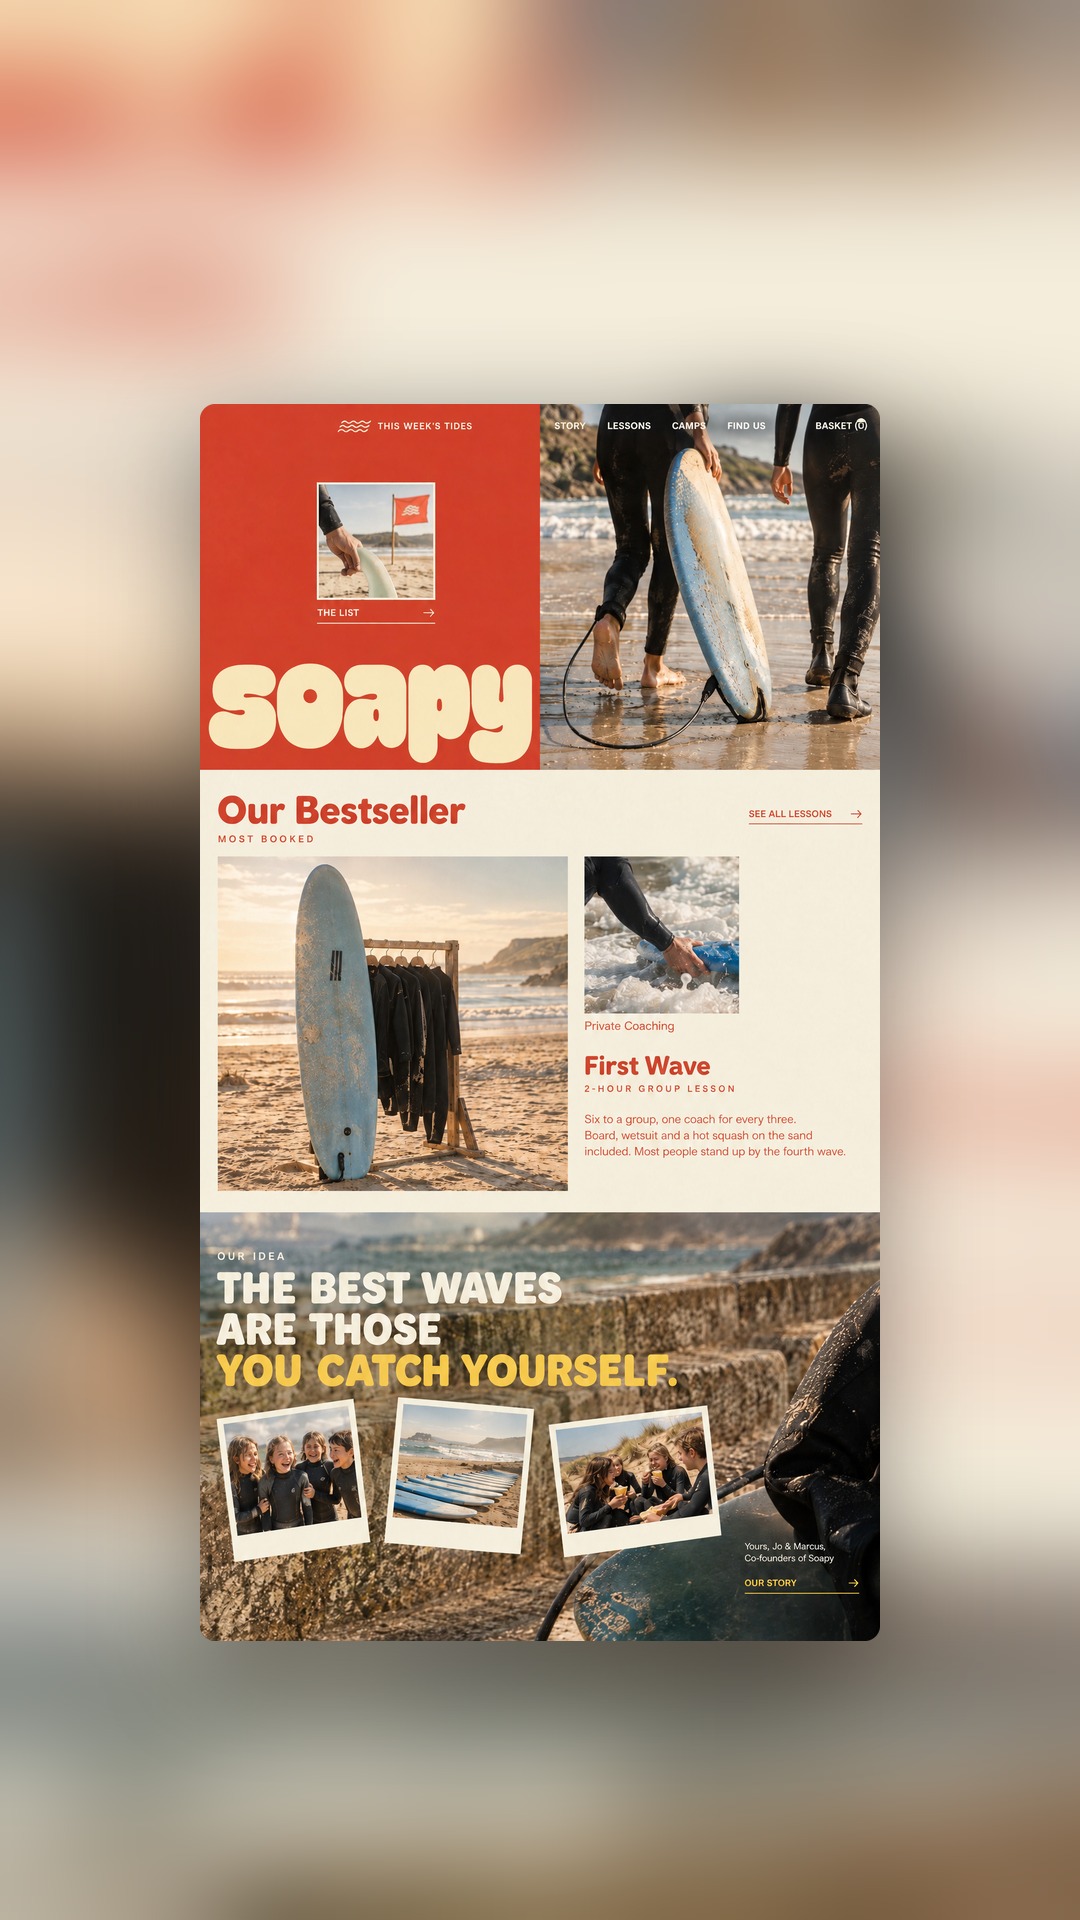 THIS WEEK'S TIDES
STORY LESSONS CAMPS FIND US BASKET (0)
THE LIST
soapy
Our Bestseller
MOST BOOKED
SEE ALL LESSONS
Private Coaching
First Wave
2-HOUR GROUP LESSON
Six to a group, one coach for every three.
Board, wetsuit and a hot squash on the sand
included. Most people stand up by the fourth wave.
OUR IDEA
THE BEST WAVES
ARE THOSE
YOU CATCH YOURSELF.
Yours, Jo & Marcus,
Co-founders of Soapy
OUR STORY